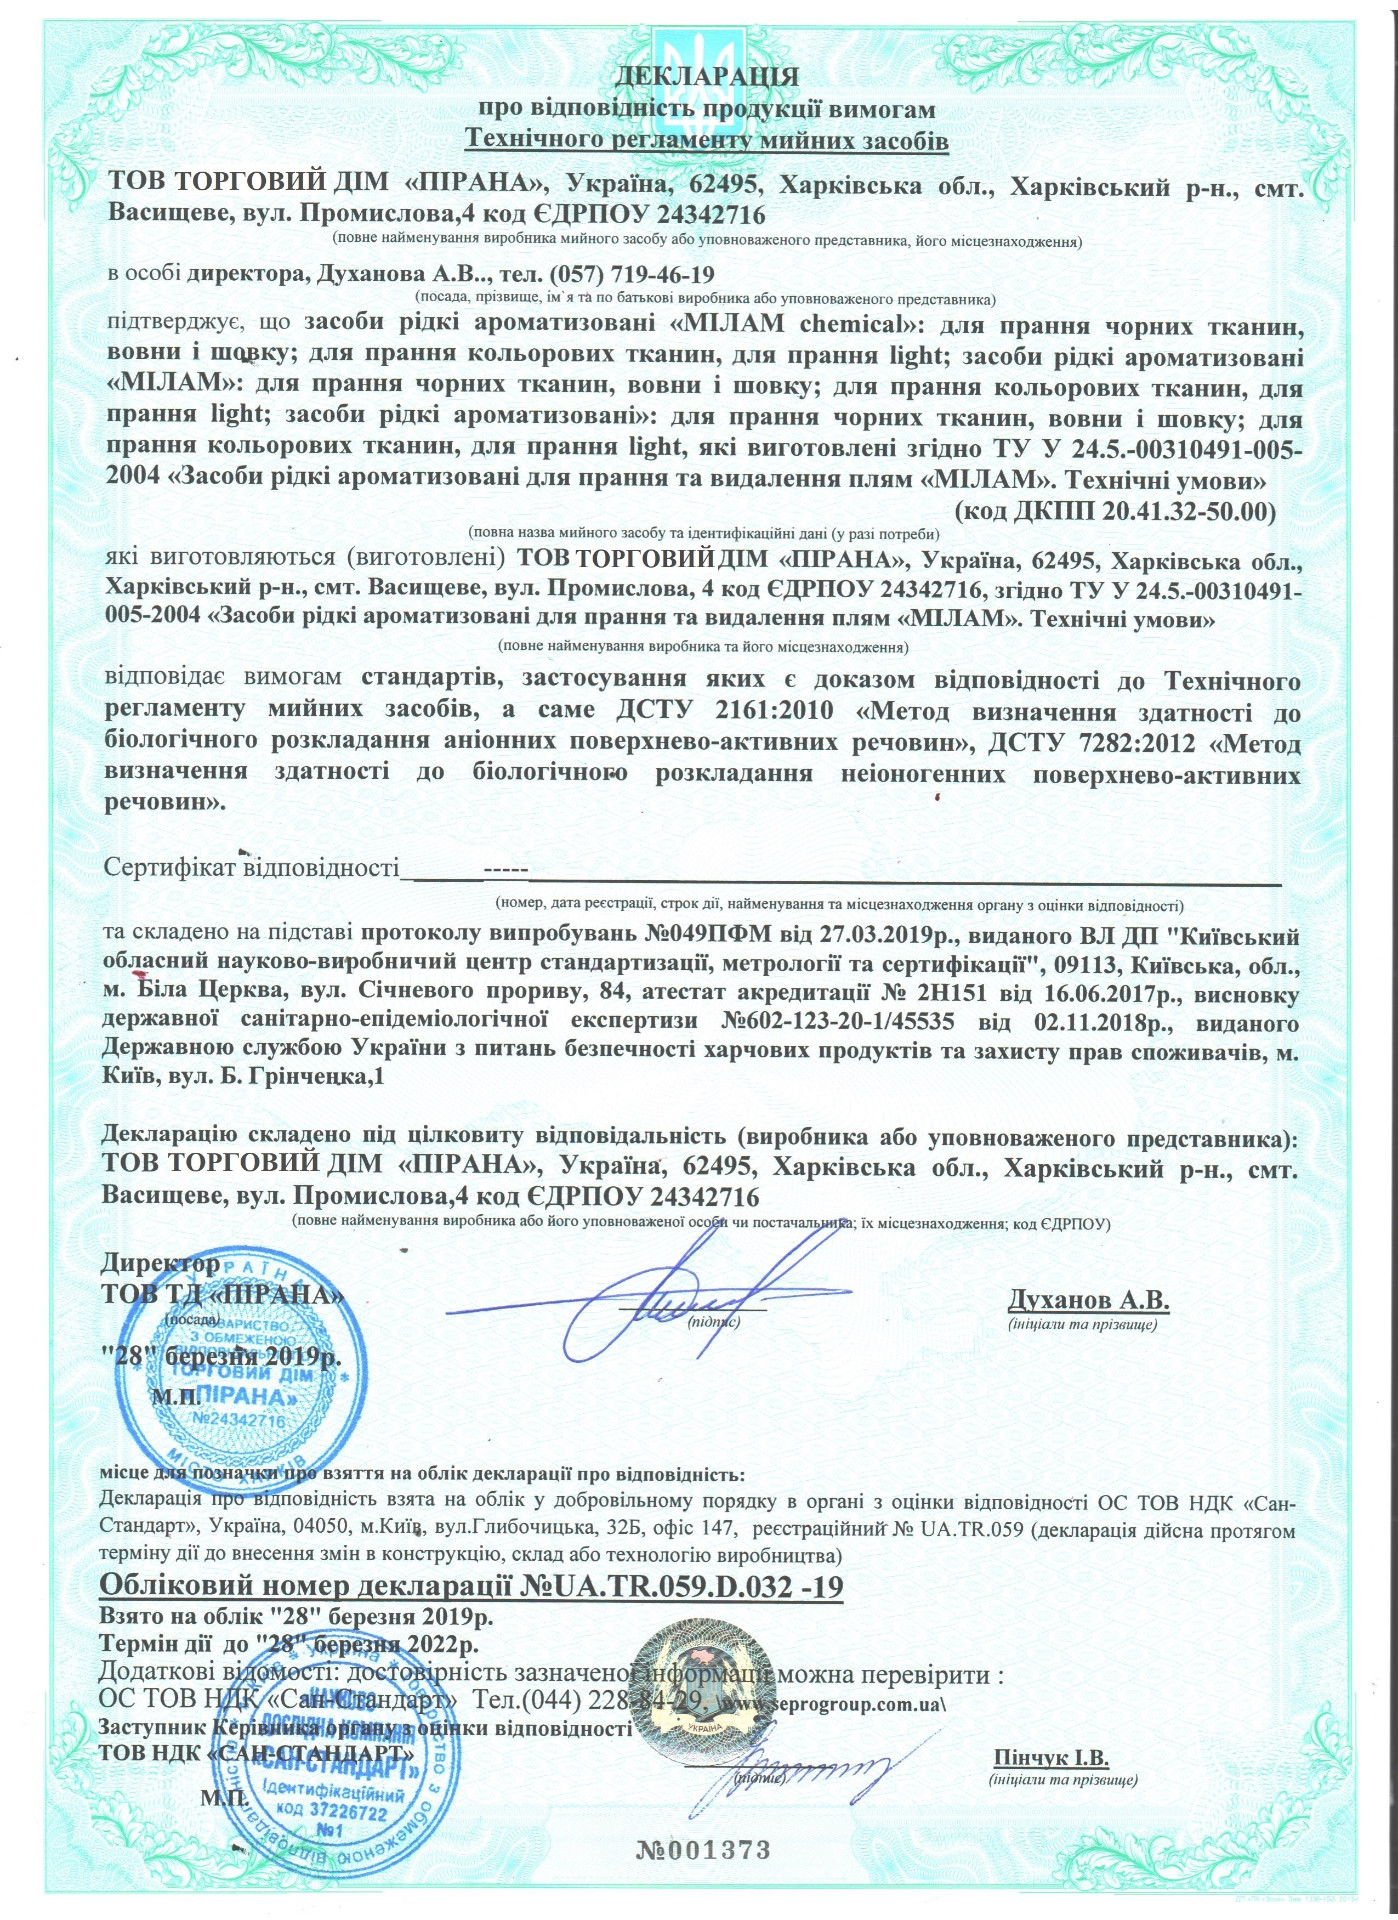 ДЕКЛАРАЦІЯ
про відповідність продукції вимогам
Технічного регламенту мийних засобів
ТОВ ТОРГОВИЙ ДІМ «ПІРАНА», Україна, 62495, Харківська обл., Харківський р-н., смт.
Васищеве, вул. Промислова,4 код ЄДРПОУ 24342716
(повне найменування виробника мийного засобу або уповноваженого представника, його місцезнаходження)
в особі директора, Духанова А.В.., тел. (057) 719-46-19
(посада, прізвище, ім`я та по батькові виробника або уповноваженого представника)
підтверджує, що засоби рідкі ароматизовані «МІЛАМ chemical»: для прання чорних тканин,
вовни і шовку; для прання кольорових тканин, для прання light; засоби рідкі ароматизовані
«МІЛАМ»: для прання чорних тканин, вовни і шовку; для прання кольорових тканин, для
прання light; засоби рідкі ароматизовані»: для прання чорних тканин, вовни і шовку; для
прання кольорових тканин, для прання light, які виготовлені згідно ТУ У 24.5.-00310491-005-
2004 «Засоби рідкі ароматизовані для прання та видалення плям «МІЛАМ». Технічні умови»
(код ДКПП 20.41.32-50.00)
(повна назва мийного засобу та ідентифікаційні дані (у разі потреби)
які виготовляються (виготовлені) ТОВ ТОРГОВИЙ ДІМ «ПІРАНА», Україна, 62495, Харківська обл.,
Харківський р-н., смт. Васищеве, вул. Промислова, 4 код ЄДРПОУ 24342716, згідно ТУ У 24.5.-00310491-
005-2004 «Засоби рідкі ароматизовані для прання та видалення плям «МІЛАМ». Технічні умови»
(повне найменування виробника та його місцезнаходження)
відповідає вимогам стандартів, застосування яких є доказом відповідності до Технічного
регламенту мийних засобів, а саме ДСТУ 2161:2010 «Метод визначення здатності до
біологічного розкладання аніонних поверхнево-активних речовин», ДСТУ 7282:2012 «Метод
визначення здатності до біологічного розкладання неіоногенних поверхнево-активних
речовин».
Сертифікат відповідності_______-----_______
(номер, дата реєстрації, строк дії, найменування та місцезнаходження органу з оцінки відповідності)
та складено на підставі протоколу випробувань №049ПФМ від 27.03.2019р., виданого ВЛ ДП "Київський
обласний науково-виробничий центр стандартизації, метрології та сертифікації", 09113, Київська, обл.,
м. Біла Церква, вул. Січневого прориву, 84, атестат акредитації № 2Н151 від 16.06.2017р., висновку
державної санітарно-епідеміологічної експертизи №602-123-20-1/45535 від 02.11.2018р., виданого
Державною службою України з питань безпечності харчових продуктів та захисту прав споживачів, м.
Київ, вул. Б. Грінченка,1
Декларацію складено під цілковиту відповідальність (виробника або уповноваженого представника):
ТОВ ТОРГОВИЙ ДІМ «ПІРАНА», Україна, 62495, Харківська обл., Харківський р-н., смт.
Васищеве, вул. Промислова,4 код ЄДРПОУ 24342716
(повне найменування виробника або його уповноваженої особи чи постачальника; їх місцезнаходження; код ЄДРПОУ)
Директор
ТОВ ТД «ПІРАНА»
(посада)
Духанов А.В.
(підпис)
(ініціали та прізвище)
"28" березня 2019р.
М.П.
УКРАЇНА
ТОВАРИСТВО
З ОБМЕЖЕНОЮ
ВІДПОВІДАЛЬНІСТЮ
ТОРГОВИЙ ДІМ
«ПІРАНА»
№24342716
МІСТО ХАРКІВ
місце для позначки про взяття на облік декларації про відповідність:
Декларація про відповідність взята на облік у добровільному порядку в органі з оцінки відповідності ОС ТОВ НДК «Сан-
Стандарт», Україна, 04050, м.Київ, вул.Глибочицька, 32Б, офіс 147, реєстраційний № UA.TR.059 (декларація дійсна протягом
терміну дії до внесення змін в конструкцію, склад або технологію виробництва)
Обліковий номер декларації №UA.TR.059.D.032 -19
Взято на облік "28" березня 2019р.
Термін дії до "28" березня 2022р.
Додаткові відомості: достовірність зазначеної інформації можна перевірити :
ОС ТОВ НДК «Сан-Стандарт» Тел.(044) 228-84-29, www.seprogroup.com.ua\
Заступник Керівника органу з оцінки відповідності
ТОВ НДК «САН-СТАНДАРТ»
Пінчук І.В.
(підпис)
(ініціали та прізвище)
М.П.
УКРАЇНА
Україна * Товариство з обмеженою відповідальністю * Київ *
«НАУКОВО
ДОСЛІДНА КОМПАНІЯ
«САН-СТАНДАРТ»
Ідентифікаційний
код 37226722
№1
№001373